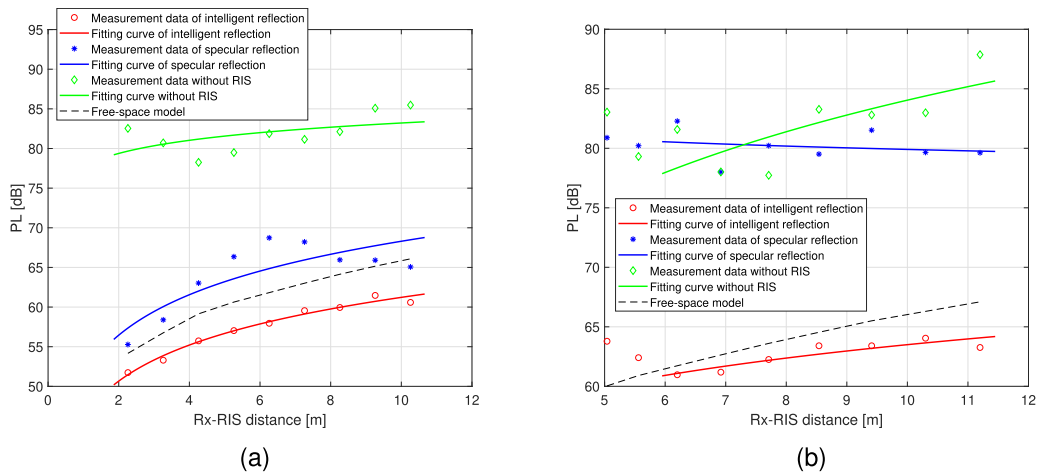 95
90
85
80
75
70
65
60
55
50
0
2
4
6
8
10
12
PL [dB]
Rx-RIS distance [m]
Measurement data of intelligent reflection
Fitting curve of intelligent reflection
Measurement data of specular reflection
Fitting curve of specular reflection
Measurement data without RIS
Fitting curve without RIS
Free-space model
(a)
90
85
80
75
70
65
60
5
6
7
8
9
10
11
12
PL [dB]
Rx-RIS distance [m]
Measurement data of intelligent reflection
Fitting curve of intelligent reflection
Measurement data of specular reflection
Fitting curve of specular reflection
Measurement data without RIS
Fitting curve without RIS
Free-space model
(b)